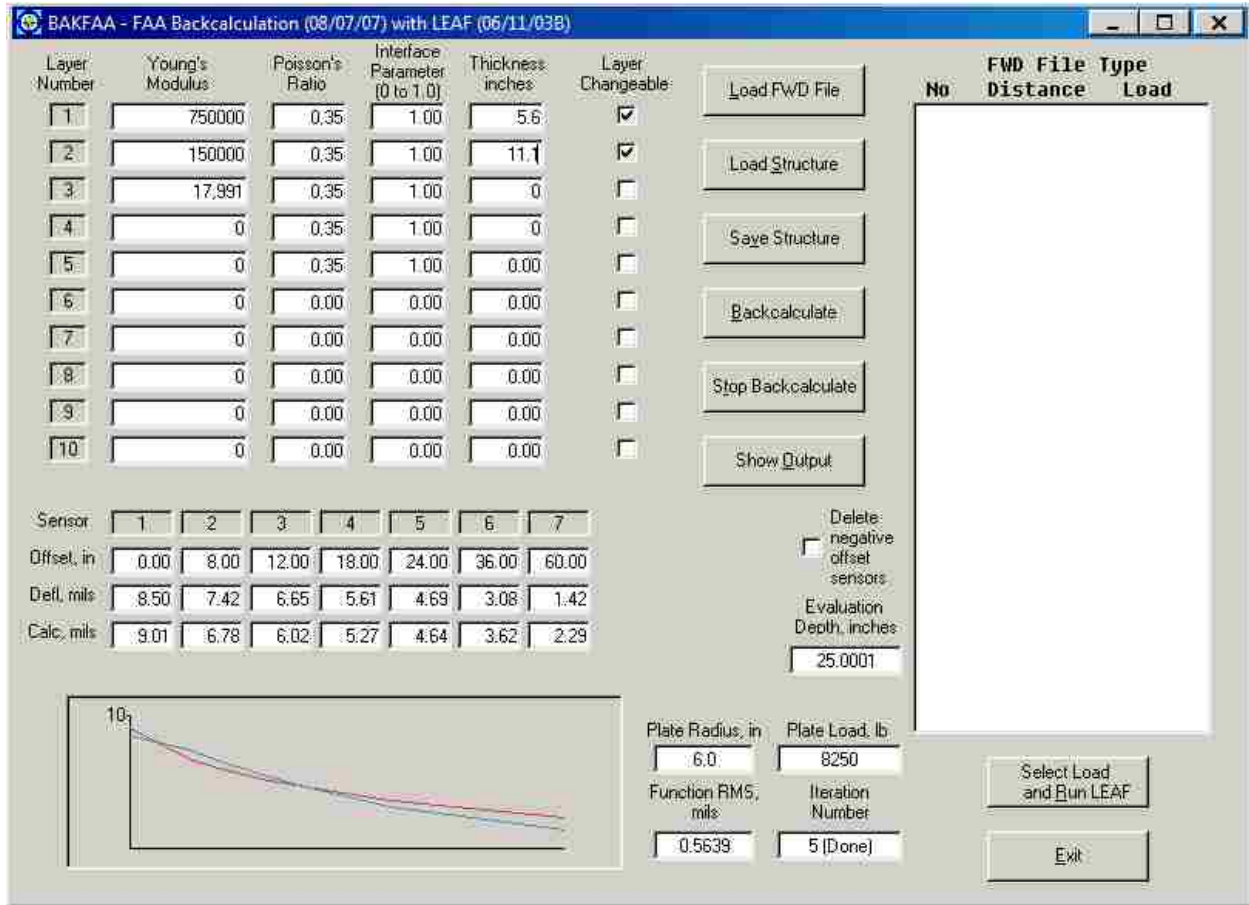 BAKFAA - FAA Backcalculation (08/07/07) with LEAF (06/11/03B)
Layer Number Young's Modulus Poisson's Ratio Interface Parameter (0 to 1.0) Thickness inches Layer Changeable
1 750000 0.35 1.00 5.6
2 150000 0.35 1.00 11.1
3 17,991 0.35 1.00 0
4 0 0.35 1.00 0
5 0 0.35 1.00 0.00
6 0 0.00 0.00 0.00
7 0 0.00 0.00 0.00
8 0 0.00 0.00 0.00
9 0 0.00 0.00 0.00
10 0 0.00 0.00 0.00
Load FWD File
Load Structure
Save Structure
Backcalculate
Stop Backcalculate
Show Output
FWD File Type
No Distance Load
Sensor 1 2 3 4 5 6 7
Offset, in 0.00 8.00 12.00 18.00 24.00 36.00 60.00
Defl, mils 8.50 7.42 6.65 5.61 4.69 3.08 1.42
Calc, mils 9.01 6.78 6.02 5.27 4.64 3.62 2.29
Delete
negative
offset
sensors
Evaluation
Depth, inches
25.0001
10
Plate Radius, in Plate Load, lb
6.0 8250
Function RMS, mils Iteration Number
0.5639 5 (Done)
Select Load
and Run LEAF
Exit